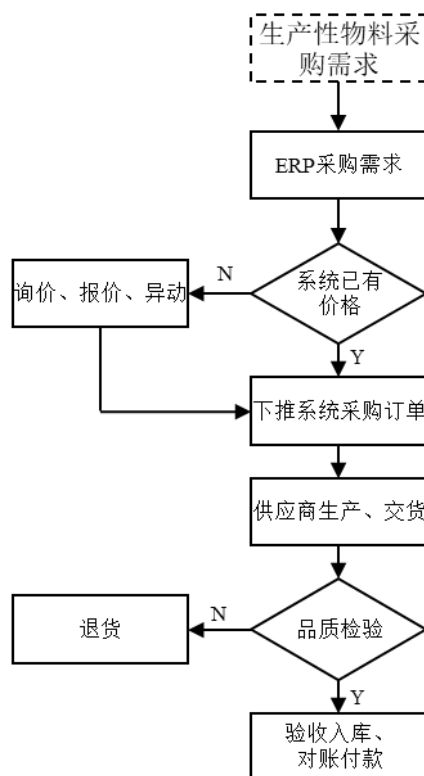 生产性物料采
购需求
ERP采购需求
系统已有
价格
N
询价、报价、异动
Y
下推系统采购订单
供应商生产、交货
品质检验
N
退货
Y
验收入库、
对账付款